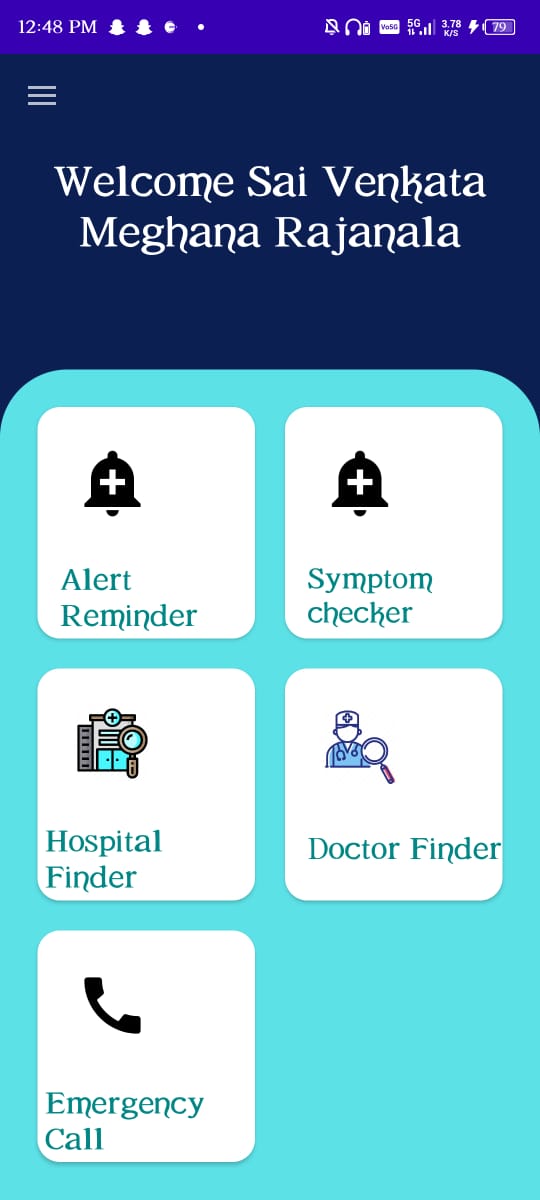 12:48 PM
Vo5G 5G 3.78 K/S 79
Welcome Sai Venkata
Meghana Rajanala
Alert
Reminder
Symptom
checker
Hospital
Finder
Doctor Finder
Emergency
Call